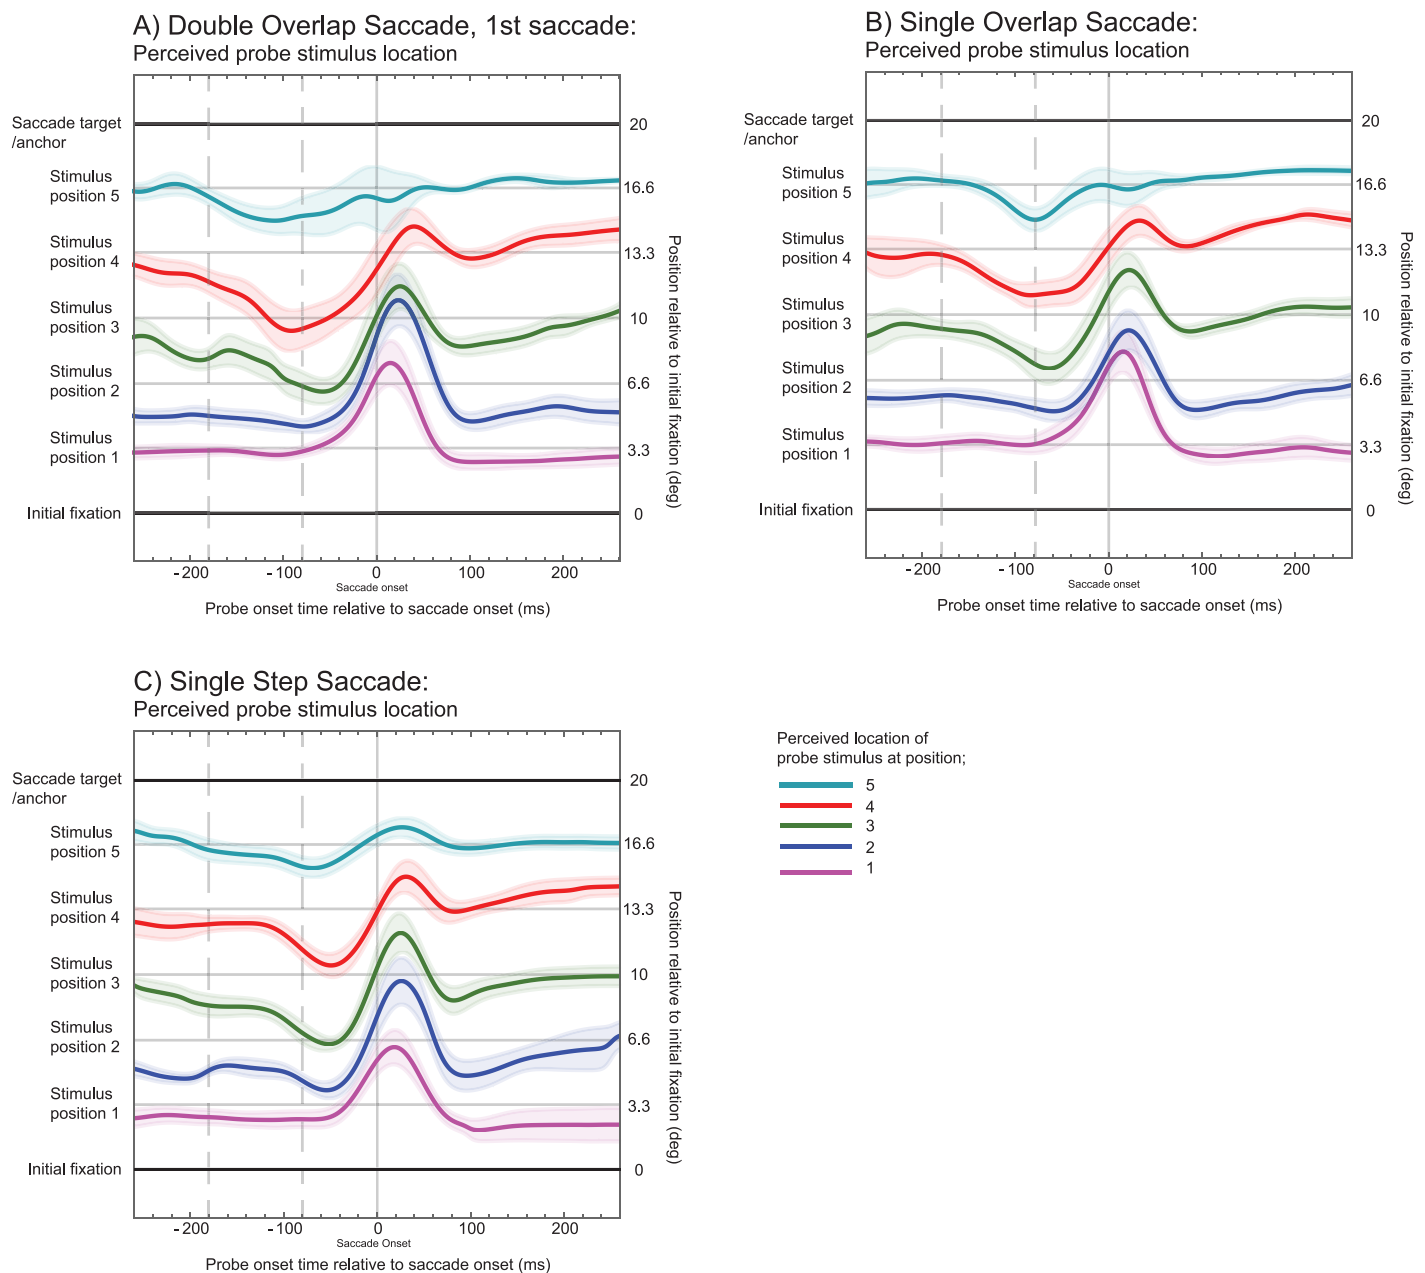 A) Double Overlap Saccade, 1st saccade:
Perceived probe stimulus location
Saccade target
/anchor
Stimulus
position 5
Stimulus
position 4
Stimulus
position 3
Stimulus
position 2
Stimulus
position 1
Initial fixation
20
16.6
13.3
10
6.6
3.3
0
Position relative to initial fixation (deg)
-200 -100 0 100 200
Saccade onset
Probe onset time relative to saccade onset (ms)
B) Single Overlap Saccade:
Perceived probe stimulus location
Saccade target
/anchor
Stimulus
position 5
Stimulus
position 4
Stimulus
position 3
Stimulus
position 2
Stimulus
position 1
Initial fixation
20
16.6
13.3
10
6.6
3.3
0
Position relative to initial fixation (deg)
-200 -100 0 100 200
Saccade onset
Probe onset time relative to saccade onset (ms)
C) Single Step Saccade:
Perceived probe stimulus location
Saccade target
/anchor
Stimulus
position 5
Stimulus
position 4
Stimulus
position 3
Stimulus
position 2
Stimulus
position 1
Initial fixation
20
16.6
13.3
10
6.6
3.3
0
Position relative to initial fixation (deg)
-200 -100 0 100 200
Saccade Onset
Probe onset time relative to saccade onset (ms)
Perceived location of
probe stimulus at position;
5
4
3
2
1